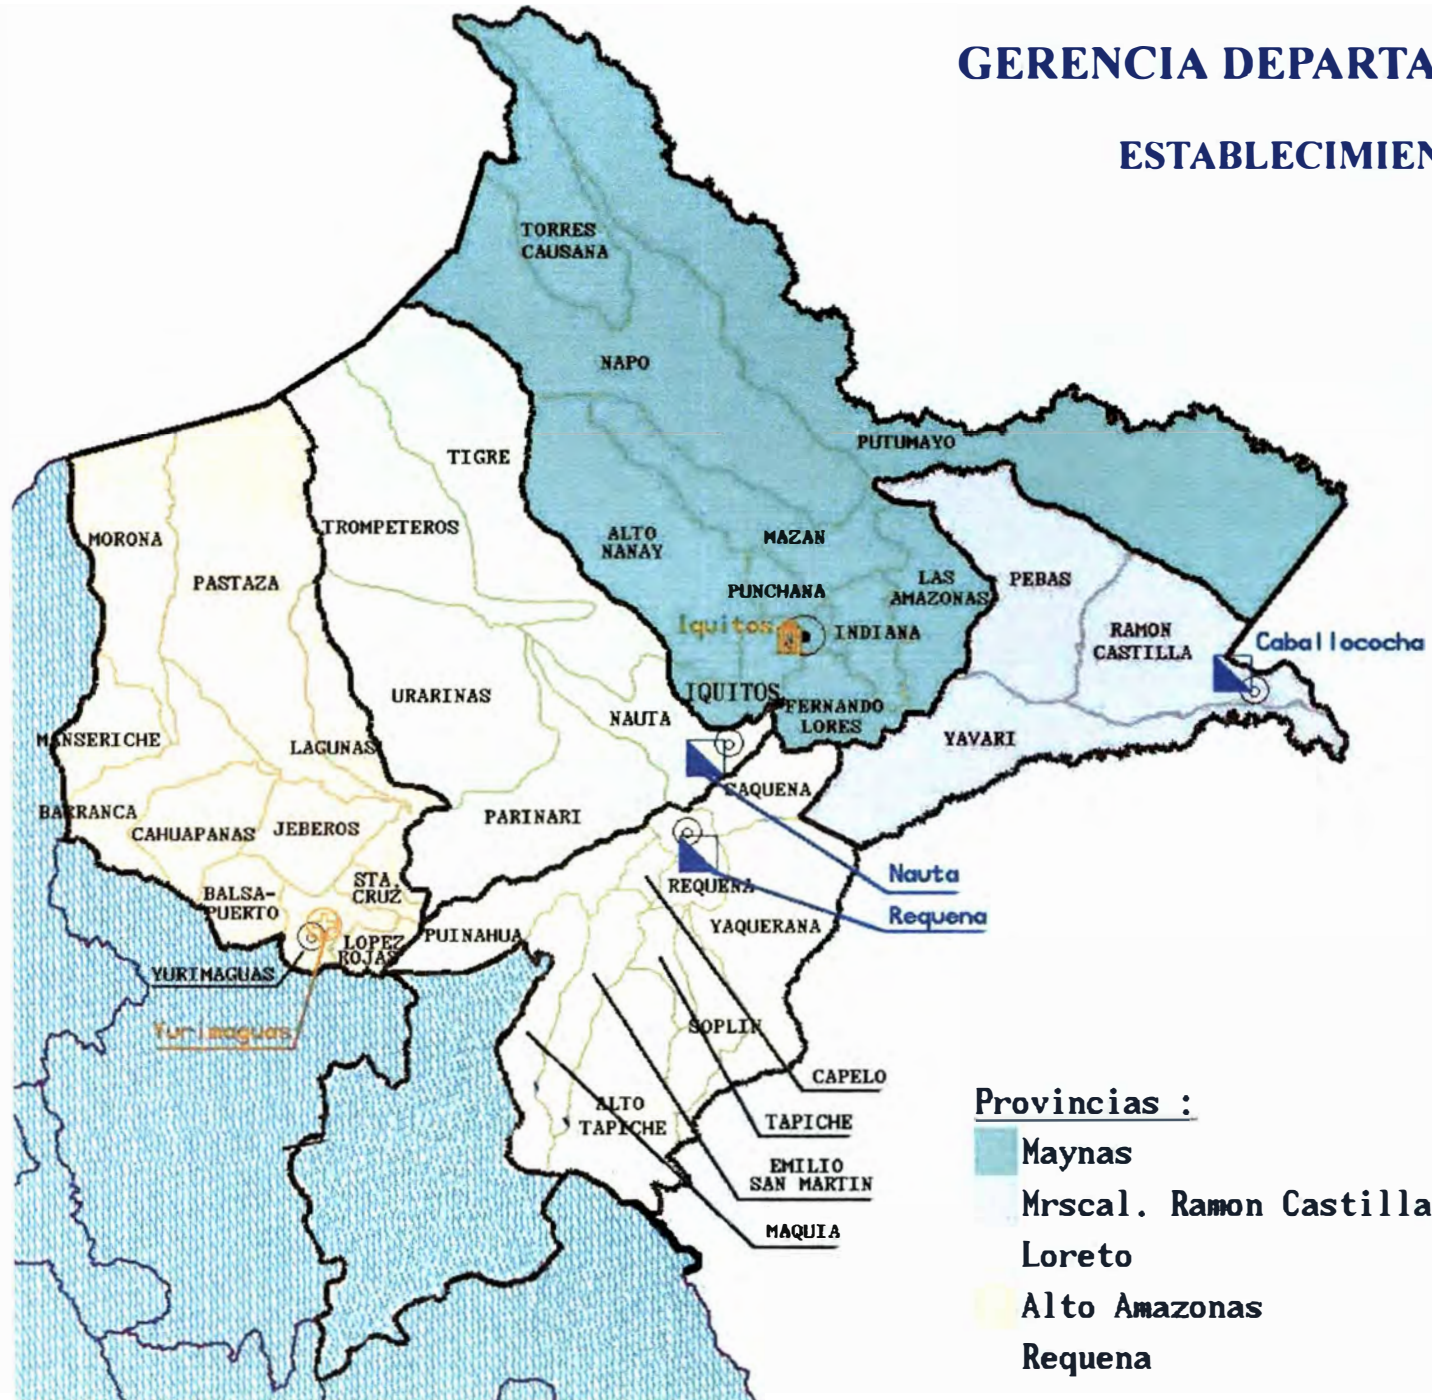 GERENCIA DEPARTA
ESTABLECIMIEN
TORRES
CAUSANA
NAPO
PUTUMAYO
TIGRE
TROMPETEROS
MORONA
ALTO
NANAY
MAZAN
PASTAZA
PUNCHANA
LAS
AMAZONAS
PEBAS
Iquitos
INDIANA
RAMON
CASTILLA
Caballococha
URARINAS
IQUITOS
NAUTA
FERNANDO
LORES
YAVARI
MANSERICHE
LAGUNAS
BARRANCA
CAHUAPANAS
JEBEROS
PARINARI
SAQUENA
Nauta
Requena
BALSA-
PUERTO
STA.
CRUZ
REQUENA
YAQUERANA
PUINAHUA
LOPEZ
ROJAS
YURIMAGUAS
Yurimaguas
SOPLIN
CAPELO
ALTO
TAPICHE
TAPICHE
EMILIO
SAN MARTIN
MAQUIA
Provincias :
Maynas
Mrscal. Ramon Castilla
Loreto
Alto Amazonas
Requena